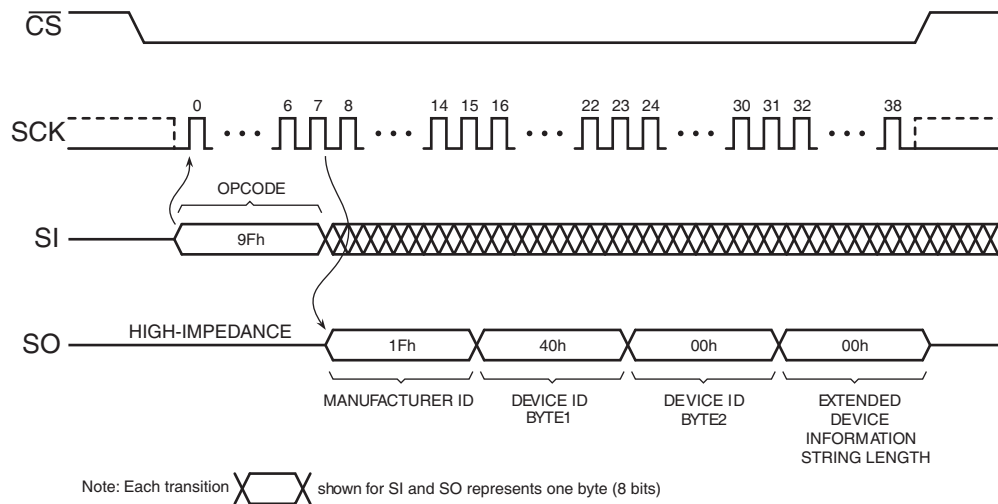 CS
0 6 7 8 14 15 16 22 23 24 30 31 32 38
SCK
OPCODE
SI
9Fh
HIGH-IMPEDANCE
SO
1Fh 40h 00h 00h
MANUFACTURER ID
DEVICE ID
BYTE1
DEVICE ID
BYTE2
EXTENDED
DEVICE
INFORMATION
STRING LENGTH
Note: Each transition shown for SI and SO represents one byte (8 bits)